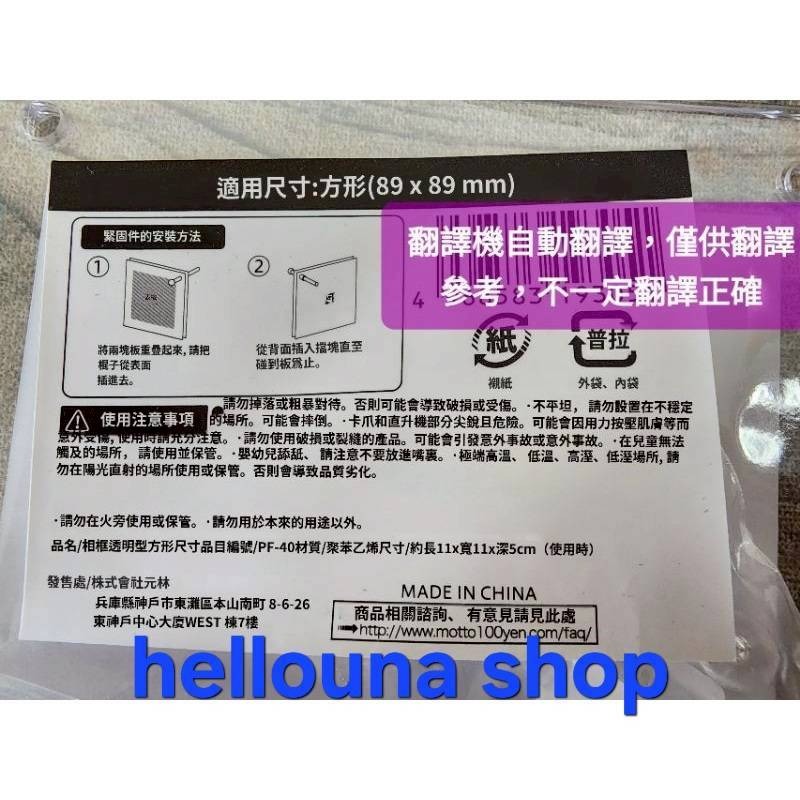 適用尺寸:方形(89 x 89 mm)
翻譯機自動翻譯，僅供翻譯
參考，不一定翻譯正確
緊固件的安裝方法
①
②
將兩塊板重疊起來, 請把
棍子從表面
插進去。
從背面插入擋塊直至
碰到板為止。
紙
襯紙
普拉
外袋、內袋
使用注意事項
·請勿掉落或粗暴對待。否則可能會導致破損或受傷。·不平坦， 請勿設置在不穩定
的場所。可能會摔倒。·卡爪和直升機部分尖銳且危險。可能會因用力按壓肌膚等而
意外受傷, 使用時請充分注意。·請勿使用破損或裂縫的產品。可能會引發意外事故或意外事故。·在兒童無法
觸及的場所， 請使用並保管。·嬰幼兒舔舐、 請注意不要放進嘴裏。·極端高溫、 低溫、高溼、低溼場所, 請
勿在陽光直射的場所使用或保管。否則會導致品質劣化。
·請勿在火旁使用或保管。·請勿用於本來的用途以外。
品名/相框透明型方形尺寸品目編號/PF-40材質/聚苯乙烯尺寸/約長11x寬11x深5cm（使用時）
發售處/株式會社元林
兵庫縣神戶市東灘區本山南町 8-6-26
東神戶中心大廈WEST 棟7樓
MADE IN CHINA
商品相關諮詢、 有意見請見此處
➡http://www.motto100yen.com/faq/
hellouna shop